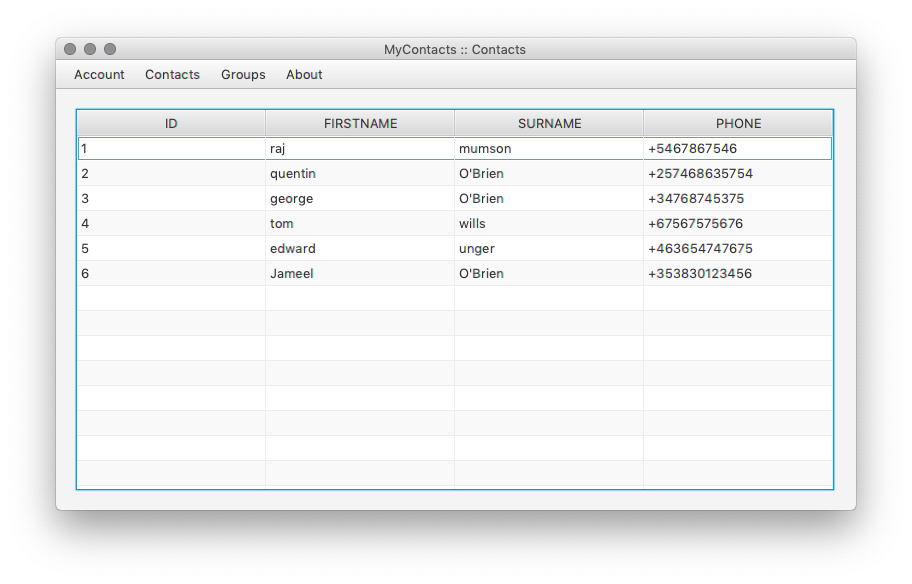 MyContacts :: Contacts
Account Contacts Groups About
ID FIRSTNAME SURNAME PHONE
1 raj mumson +5467867546
2 quentin O'Brien +257468635754
3 george O'Brien +34768745375
4 tom wills +67567575676
5 edward unger +463654747675
6 Jameel O'Brien +353830123456